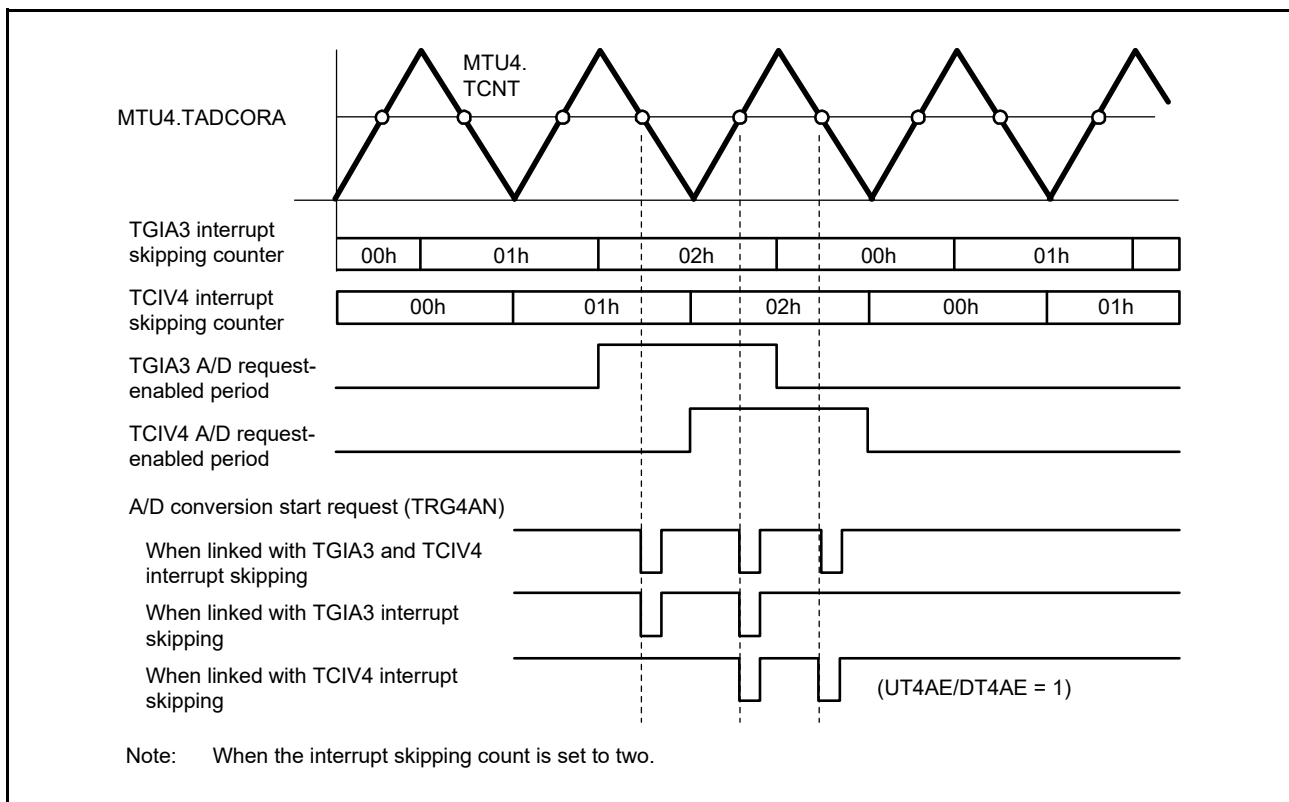 MTU4.
TCNT
MTU4.TADCORA
TGIA3 interrupt
skipping counter
00h 01h 02h 00h 01h
TCIV4 interrupt
skipping counter
00h 01h 02h 00h 01h
TGIA3 A/D request-
enabled period
TCIV4 A/D request-
enabled period
A/D conversion start request (TRG4AN)
When linked with TGIA3 and TCIV4
interrupt skipping
When linked with TGIA3 interrupt
skipping
When linked with TCIV4 interrupt
skipping
(UT4AE/DT4AE = 1)
Note: When the interrupt skipping count is set to two.